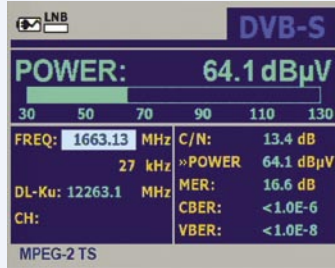 LNB
DVB-S
POWER: 64.1 dBµV
30 50 70 90 110 130
FREQ: 1663.13 MHz
27 kHz
DL-Ku: 12263.1 MHz
CH:
C/N: 13.4 dB
»POWER 64.1 dBµV
MER: 16.6 dB
CBER: <1.0E-6
VBER: <1.0E-8
MPEG-2 TS